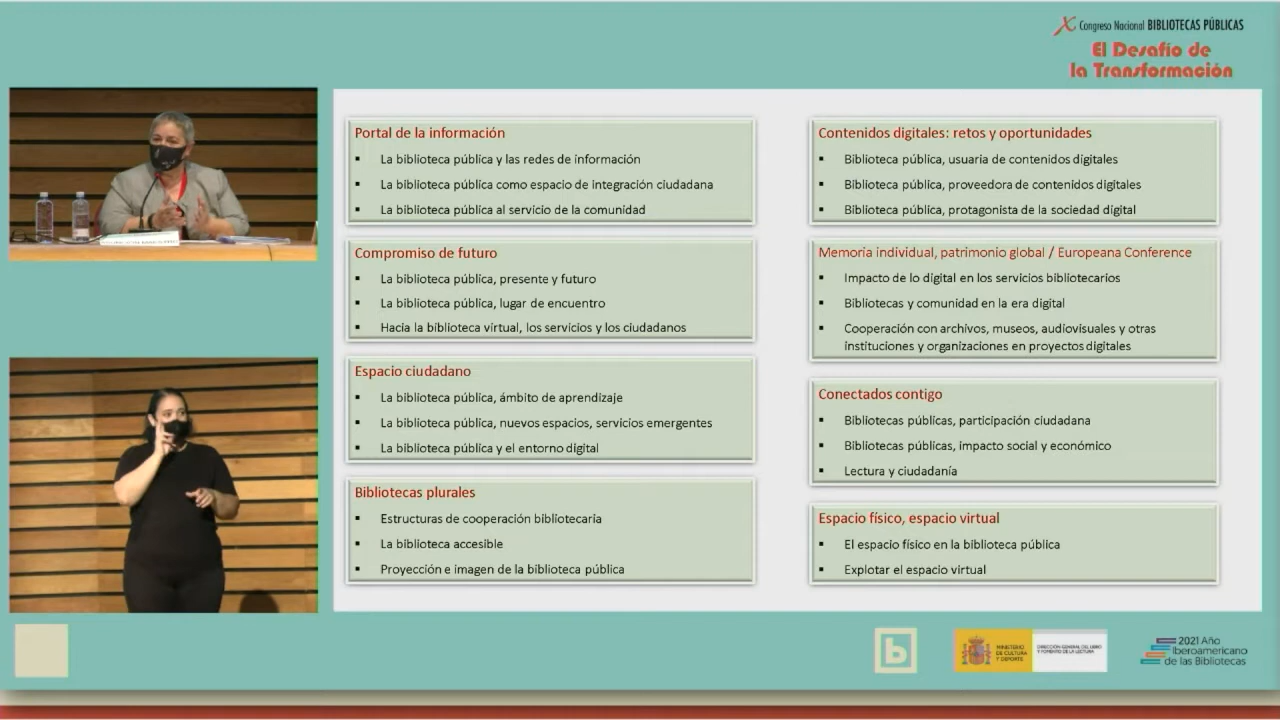 X Congreso Nacional BIBLIOTECAS PÚBLICAS
El Desafío de
la Transformación
Portal de la información
▪ La biblioteca pública y las redes de información
▪ La biblioteca pública como espacio de integración ciudadana
▪ La biblioteca pública al servicio de la comunidad
Compromiso de futuro
▪ La biblioteca pública, presente y futuro
▪ La biblioteca pública, lugar de encuentro
▪ Hacia la biblioteca virtual, los servicios y los ciudadanos
Espacio ciudadano
▪ La biblioteca pública, ámbito de aprendizaje
▪ La biblioteca pública, nuevos espacios, servicios emergentes
▪ La biblioteca pública y el entorno digital
Bibliotecas plurales
▪ Estructuras de cooperación bibliotecaria
▪ La biblioteca accesible
▪ Proyección e imagen de la biblioteca pública
Contenidos digitales: retos y oportunidades
▪ Biblioteca pública, usuaria de contenidos digitales
▪ Biblioteca pública, proveedora de contenidos digitales
▪ Biblioteca pública, protagonista de la sociedad digital
Memoria individual, patrimonio global / Europeana Conference
▪ Impacto de lo digital en los servicios bibliotecarios
▪ Bibliotecas y comunidad en la era digital
▪ Cooperación con archivos, museos, audiovisuales y otras
instituciones y organizaciones en proyectos digitales
Conectados contigo
▪ Bibliotecas públicas, participación ciudadana
▪ Bibliotecas públicas, impacto social y económico
▪ Lectura y ciudadanía
Espacio físico, espacio virtual
▪ El espacio físico en la biblioteca pública
▪ Explotar el espacio virtual
b
MINISTERIO
DE CULTURA
Y DEPORTE
DIRECCIÓN GENERAL DEL LIBRO
Y FOMENTO DE LA LECTURA
2021 Año
Iberoamericano
de las Bibliotecas